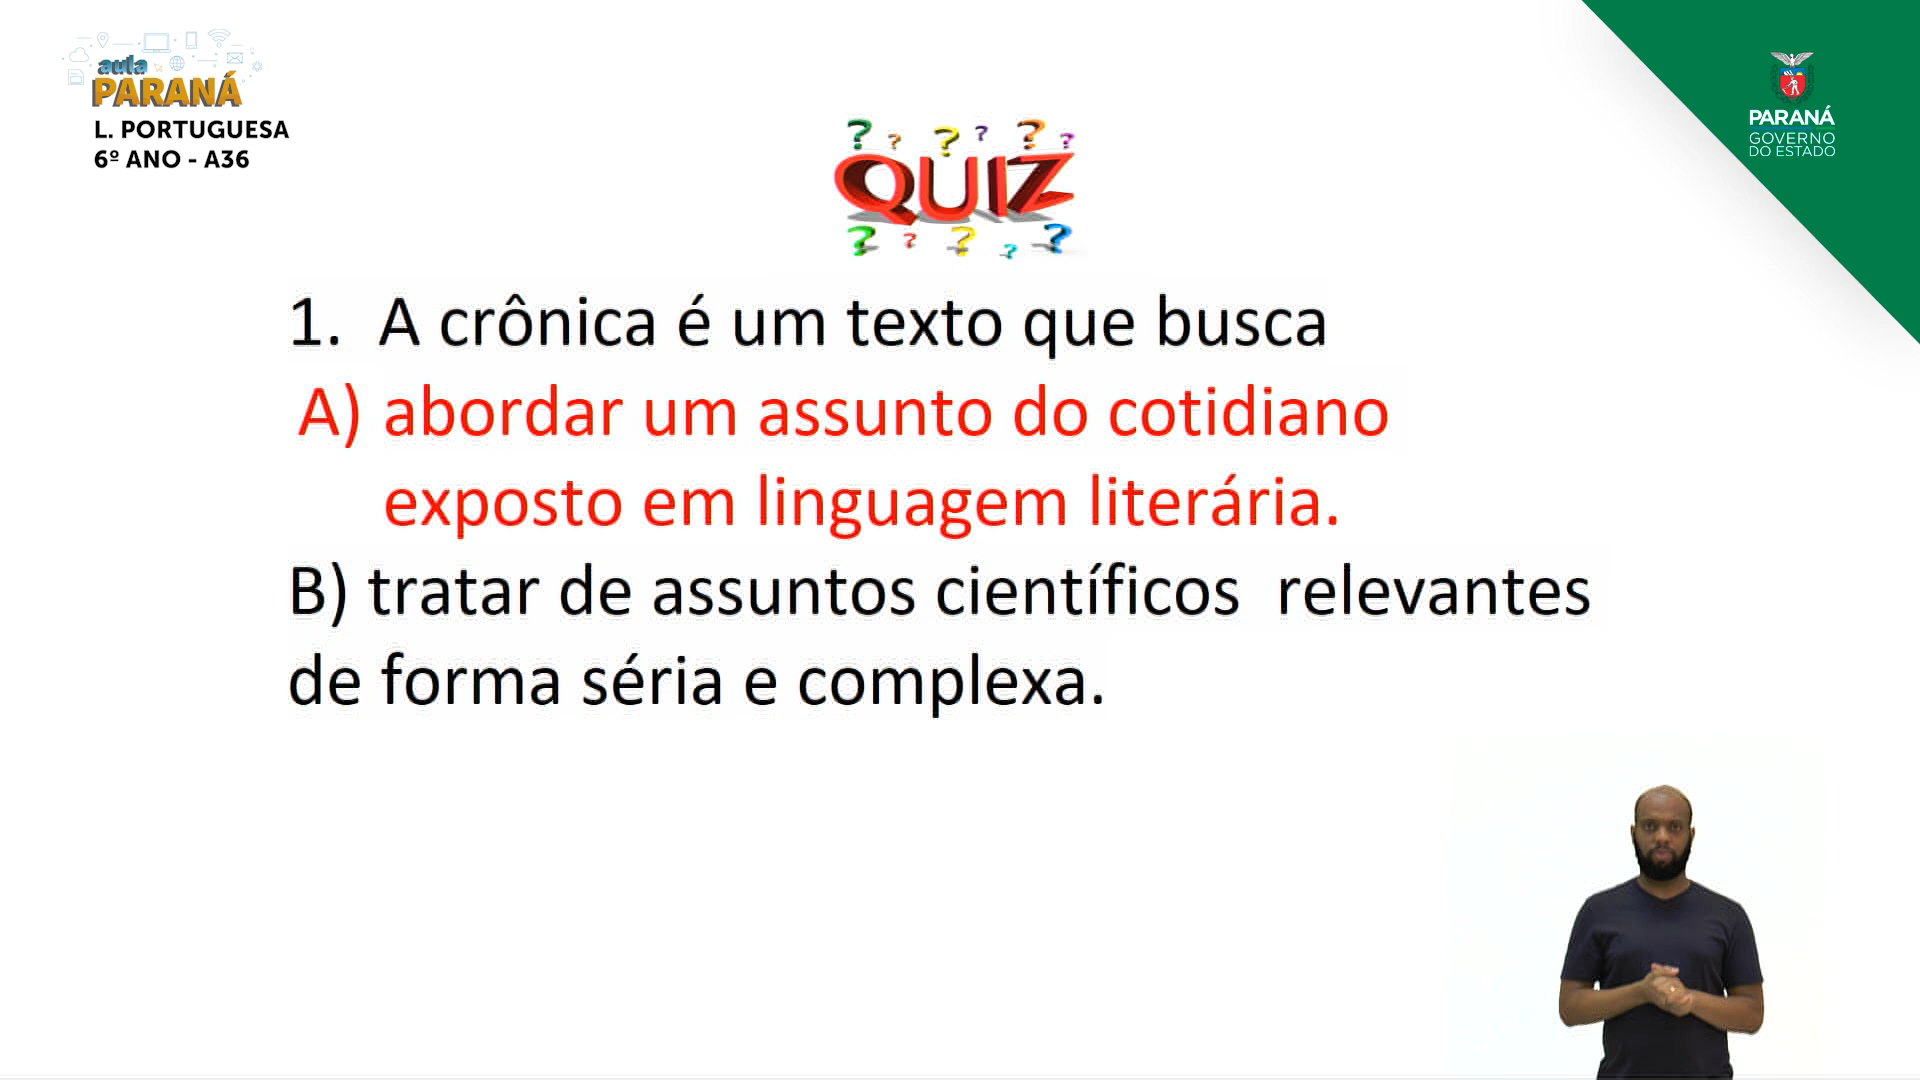 aula
PARANÁ
L. PORTUGUESA
6º ANO - A36
PARANÁ
GOVERNO
DO ESTADO
QUIZ
1. A crônica é um texto que busca
A) abordar um assunto do cotidiano
exposto em linguagem literária.
B) tratar de assuntos científicos relevantes
de forma séria e complexa.